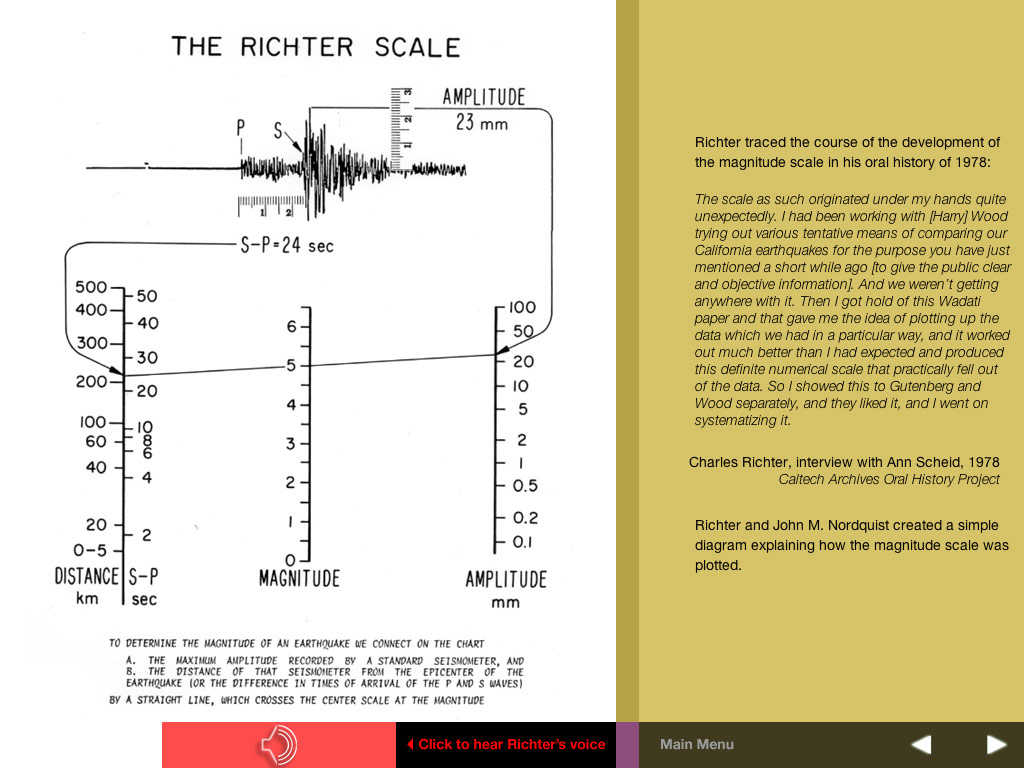 THE RICHTER SCALE
AMPLITUDE
23 mm
3
2
1
P
S
1 2
S-P=24 sec
500
400
300
200
100
60
40
20
0-5
50
40
30
20
10
8
6
4
2
DISTANCE
km
S-P
sec
6
5
4
3
2
1
0
MAGNITUDE
100
50
20
10
5
2
1
0.5
0.2
0.1
AMPLITUDE
mm
TO DETERMINE THE MAGNITUDE OF AN EARTHQUAKE WE CONNECT ON THE CHART
A. THE MAXIMUM AMPLITUDE RECORDED BY A STANDARD SEISMOMETER, AND
B. THE DISTANCE OF THAT SEISMOMETER FROM THE EPICENTER OF THE
EARTHQUAKE (OR THE DIFFERENCE IN TIMES OF ARRIVAL OF THE P AND S WAVES)
BY A STRAIGHT LINE, WHICH CROSSES THE CENTER SCALE AT THE MAGNITUDE
Richter traced the course of the development of
the magnitude scale in his oral history of 1978:
The scale as such originated under my hands quite
unexpectedly. I had been working with [Harry] Wood
trying out various tentative means of comparing our
California earthquakes for the purpose you have just
mentioned a short while ago [to give the public clear
and objective information]. And we weren't getting
anywhere with it. Then I got hold of this Wadati
paper and that gave me the idea of plotting up the
data which we had in a particular way, and it worked
out much better than I had expected and produced
this definite numerical scale that practically fell out
of the data. So I showed this to Gutenberg and
Wood separately, and they liked it, and I went on
systematizing it.
Charles Richter, interview with Ann Scheid, 1978
Caltech Archives Oral History Project
Richter and John M. Nordquist created a simple
diagram explaining how the magnitude scale was
plotted.
Click to hear Richter's voice
Main Menu